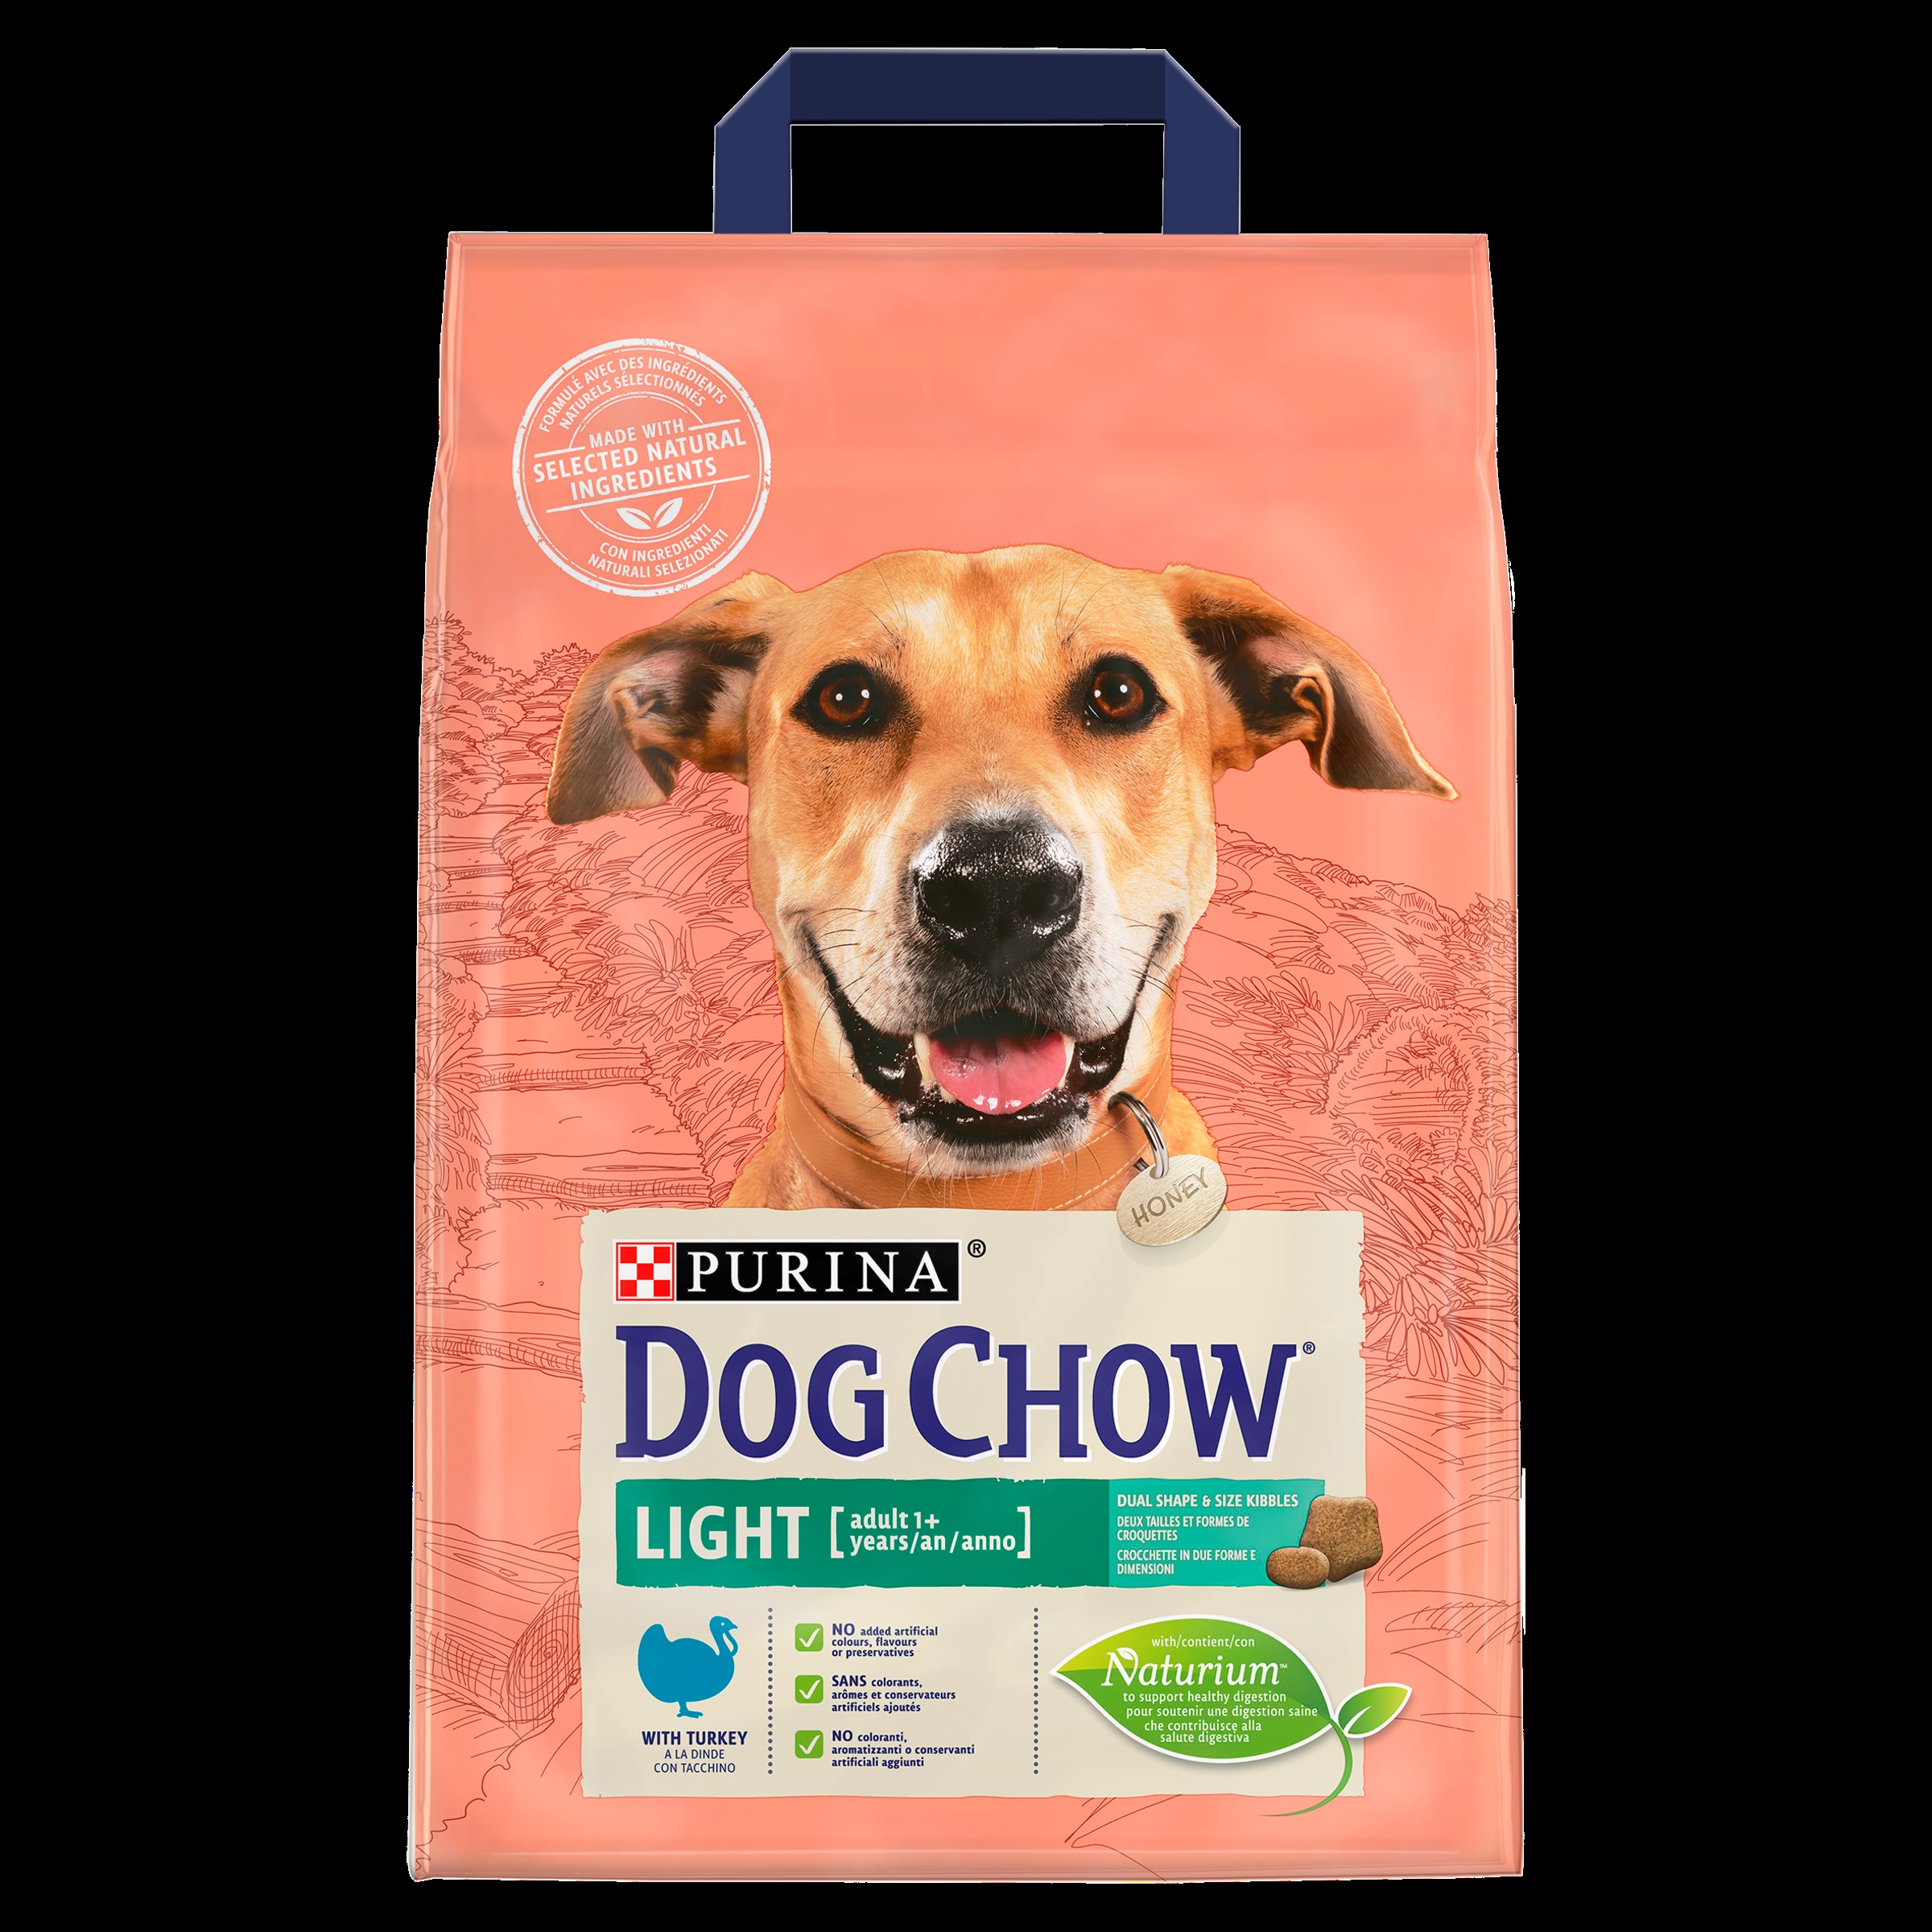 FORMULÉ AVEC DES INGRÉDIENTS
NATURELS SÉLECTIONNÉS
MADE WITH
SELECTED NATURAL
INGREDIENTS
CON INGREDIENTI
NATURALI SELEZIONATI
HONEY
PURINA®
DOG CHOW®
LIGHT [adult 1+
years/an/anno]
DUAL SHAPE & SIZE KIBBLES
DEUX TAILLES ET FORMES DE
CROQUETTES
CROCCHETTE IN DUE FORME E
DIMENSIONI
WITH TURKEY
A LA DINDE
CON TACCHINO
NO added artificial
colours, flavours
or preservatives
SANS colorants,
arômes et conservateurs
artificiels ajoutés
NO coloranti,
aromatizzanti o conservanti
artificiali aggiunti
with/contient/con
Naturium™
to support healthy digestion
pour soutenir une digestion saine
che contribuisce alla
salute digestiva